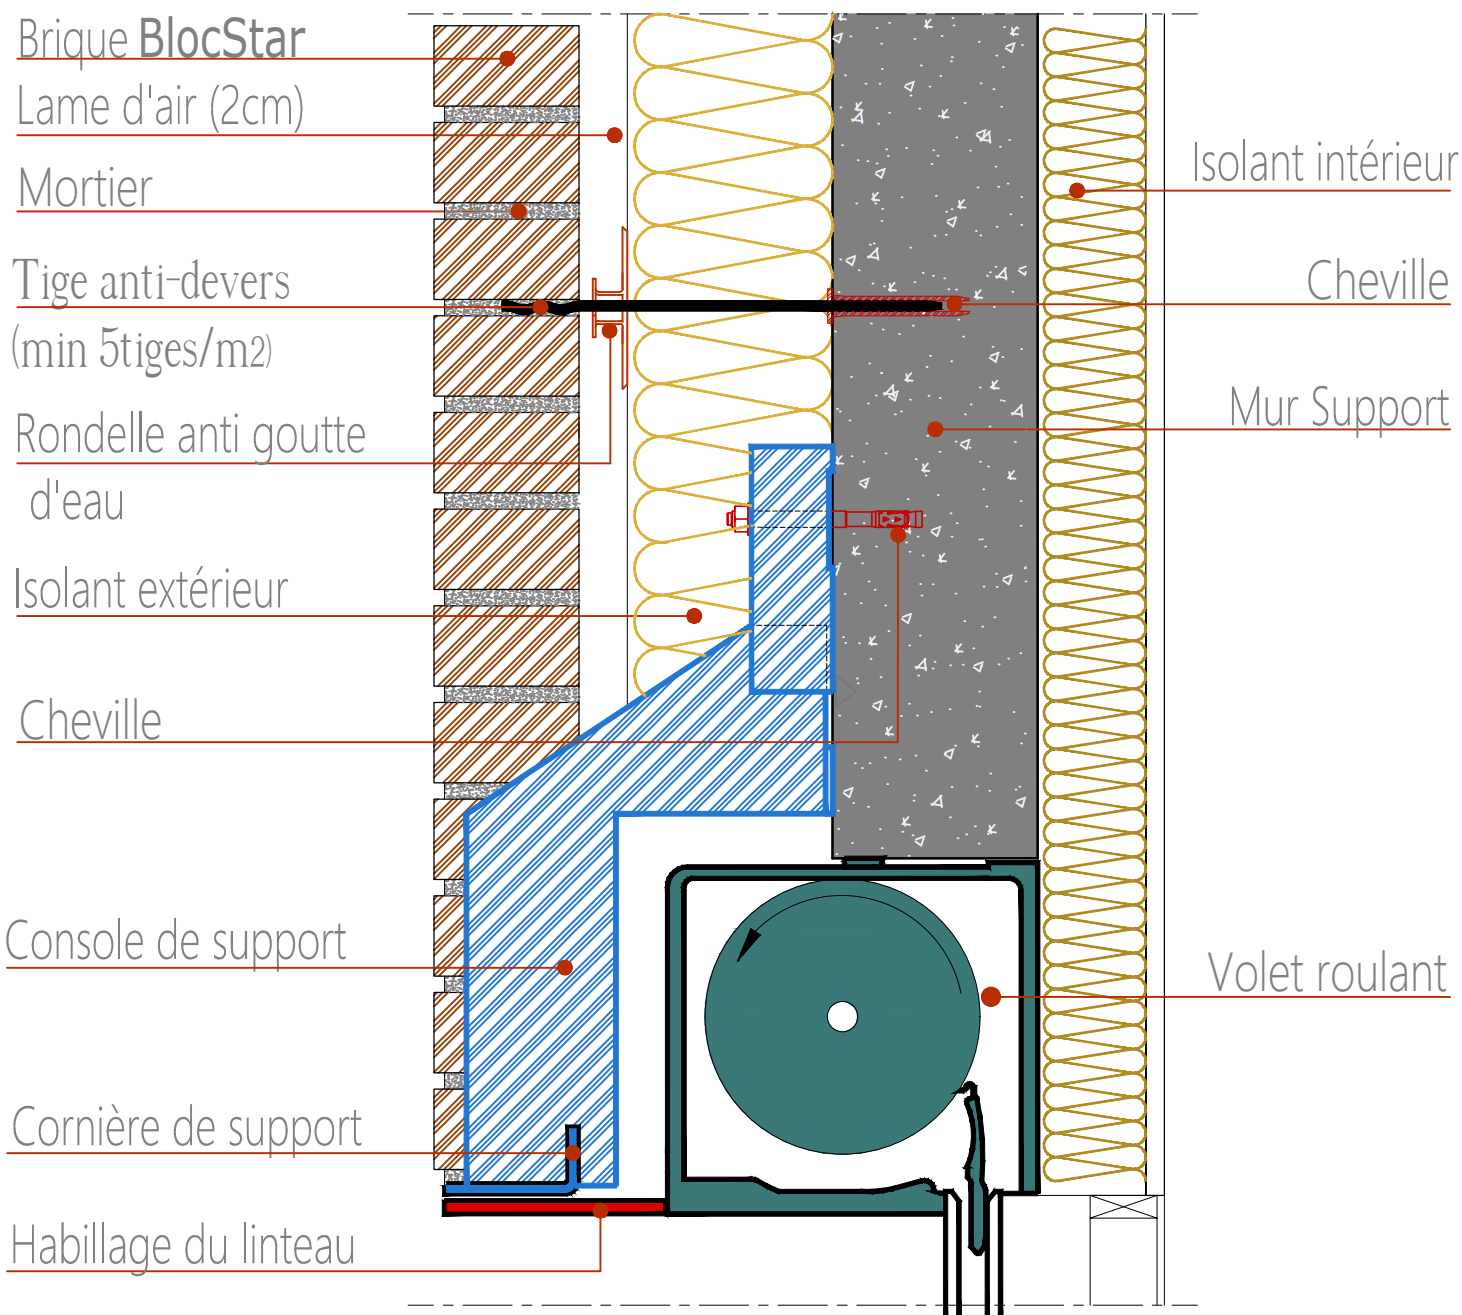 Brique BlocStar
Lame d'air (2cm)
Mortier
Tige anti-devers
(min 5tiges/m2)
Rondelle anti goutte
d'eau
Isolant extérieur
Cheville
Console de support
Cornière de support
Habillage du linteau
Isolant intérieur
Cheville
Mur Support
Volet roulant